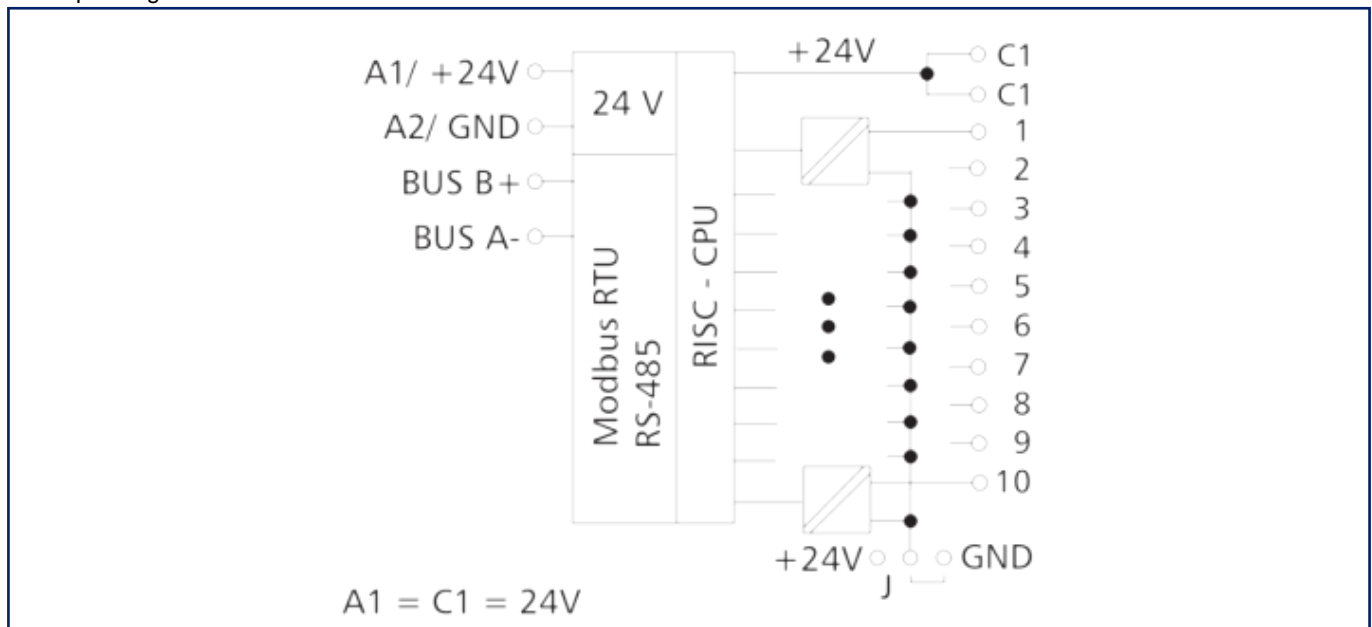 A1/ +24V
A2/ GND
BUS B+
BUS A-
24 V
Modbus RTU
RS-485
RISC - CPU
+24V
C1
C1
1
2
3
4
5
6
7
8
9
10
+24V
GND
J
A1 = C1 = 24V